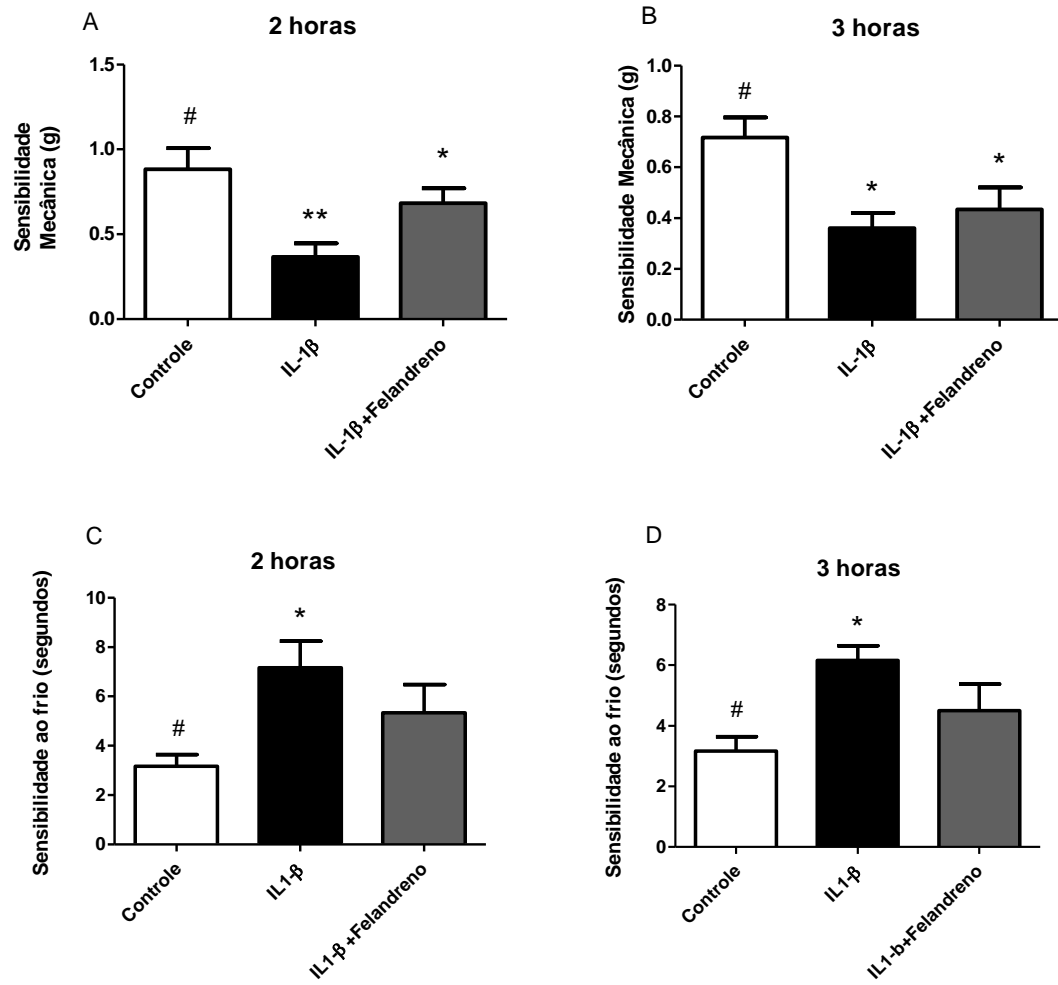 A
2 horas
Sensibilidade
Mecânica (g)
1.5
1.0
0.5
0.0
#
**
*
Controle
IL-1β
IL-1β+Felandreno
B
3 horas
Sensibilidade Mecânica (g)
1.0
0.8
0.6
0.4
0.2
0.0
#
*
*
Controle
IL-1β
IL-1β+Felandreno
C
2 horas
Sensibilidade ao frio (segundos)
10
8
6
4
2
0
#
*
Controle
IL1-β
IL1-β+Felandreno
D
3 horas
Sensibilidade ao frio (segundos)
8
6
4
2
0
#
*
Controle
IL1-β
IL1-b+Felandreno